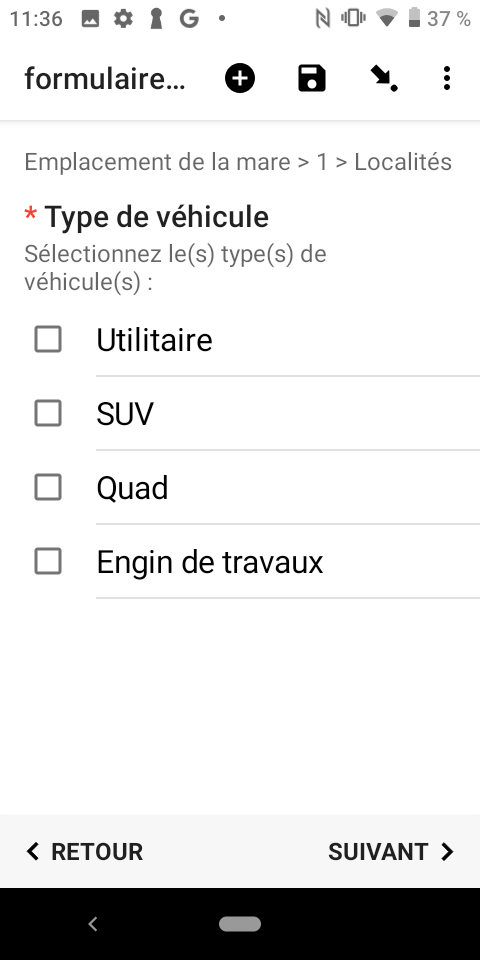 11:36 37 %
formulaire...
Emplacement de la mare > 1 > Localités
* Type de véhicule
Sélectionnez le(s) type(s) de
véhicule(s) :
Utilitaire
SUV
Quad
Engin de travaux
RETOUR SUIVANT